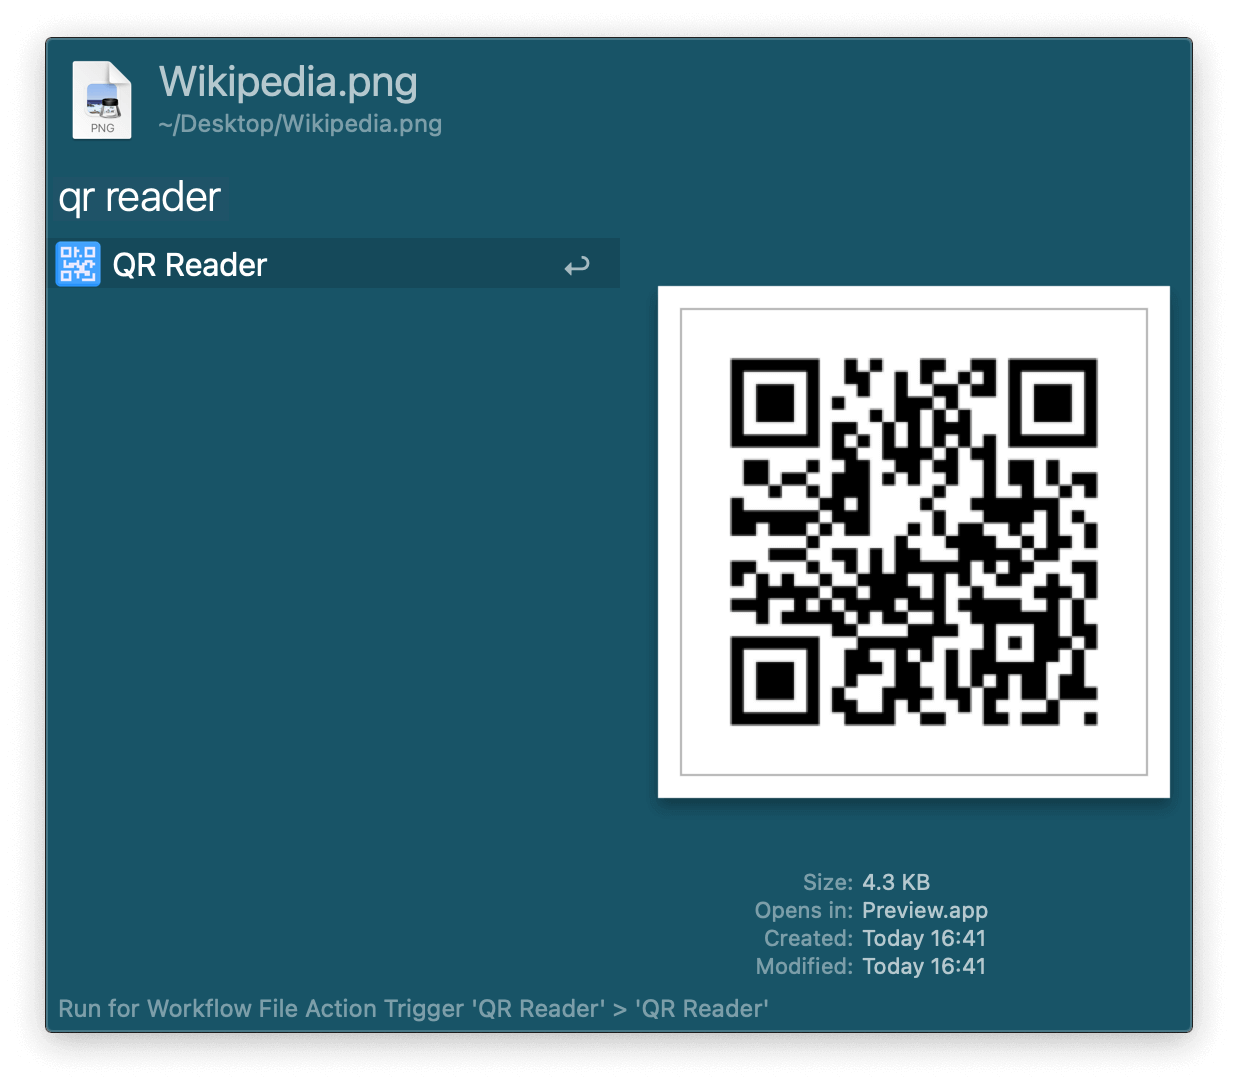 PNG
Wikipedia.png
~/Desktop/Wikipedia.png
qr reader
QR Reader
Size: 4.3 KB
Opens in: Preview.app
Created: Today 16:41
Modified: Today 16:41
Run for Workflow File Action Trigger 'QR Reader' > 'QR Reader'